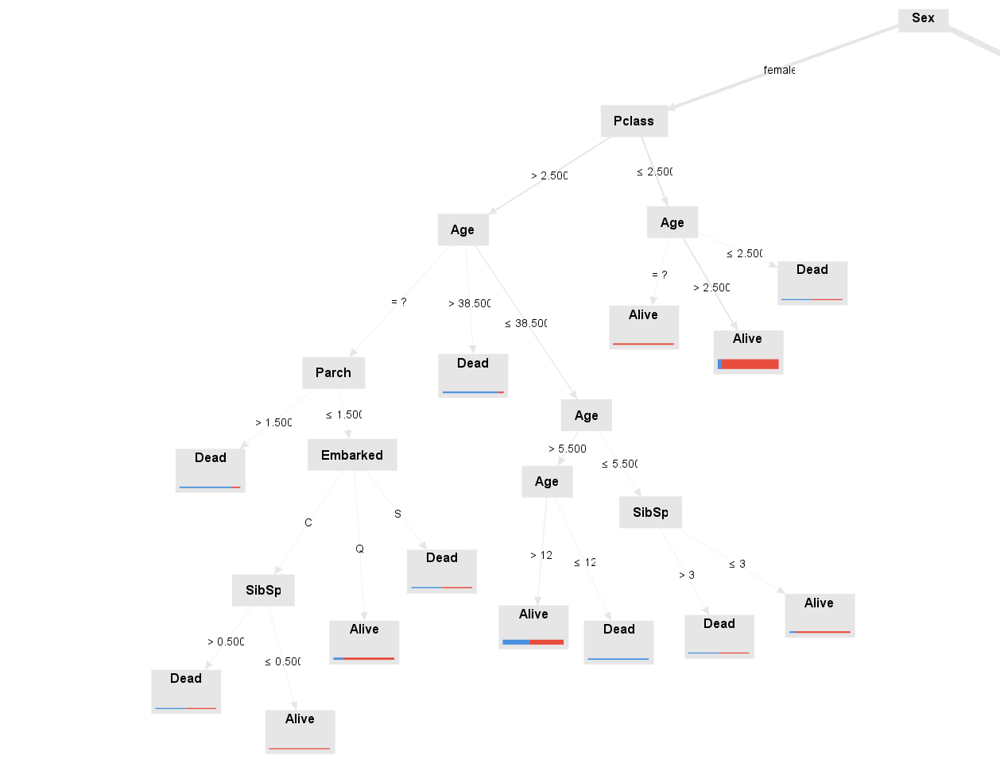 Sex
female
Pclass
> 2.500
≤ 2.500
Age
Age
= ?
> 38.500
≤ 38.500
= ?
> 2.500
≤ 2.500
Dead
Alive
Alive
Parch
Dead
Age
> 1.500
≤ 1.500
> 5.500
≤ 5.500
Dead
Embarked
Age
SibSp
C
Q
S
> 12
≤ 12
> 3
≤ 3
SibSp
Dead
Alive
Alive
Dead
Dead
Alive
> 0.500
≤ 0.500
Dead
Alive